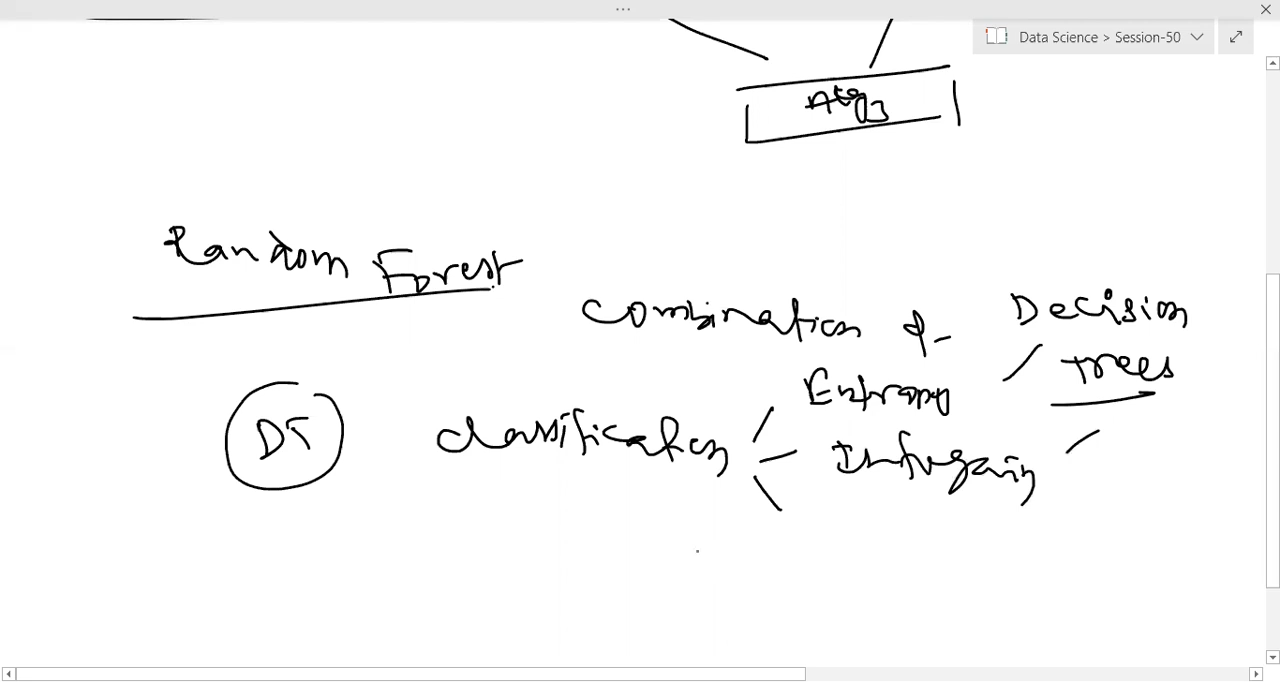 Data Science > Session-50
Random Forest
Combination of Decision trees
DT
Classification
Entropy
Infogain